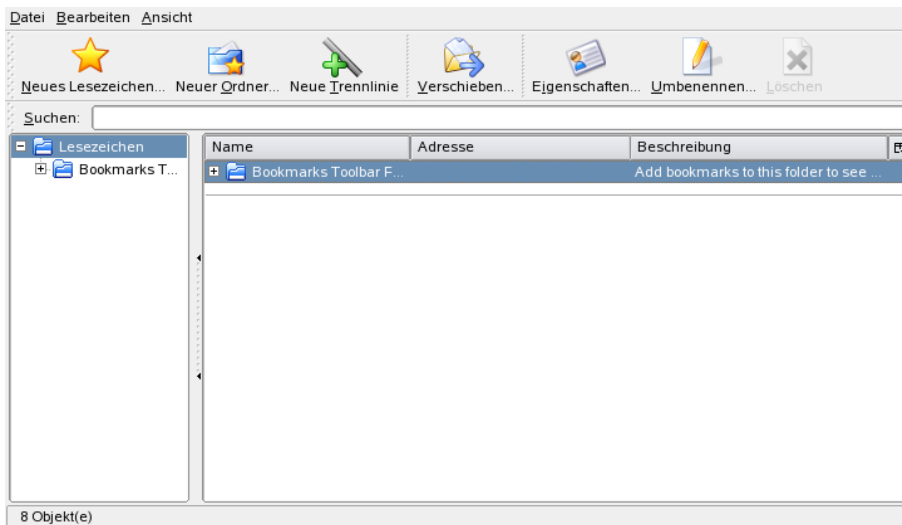 Datei Bearbeiten Ansicht
Neues Lesezeichen... Neuer Ordner... Neue Trennlinie Verschieben... Eigenschaften... Umbenennen... Löschen
Suchen:
Lesezeichen Name Adresse Beschreibung
Bookmarks T... Bookmarks Toolbar F... Add bookmarks to this folder to see ...
8 Objekt(e)